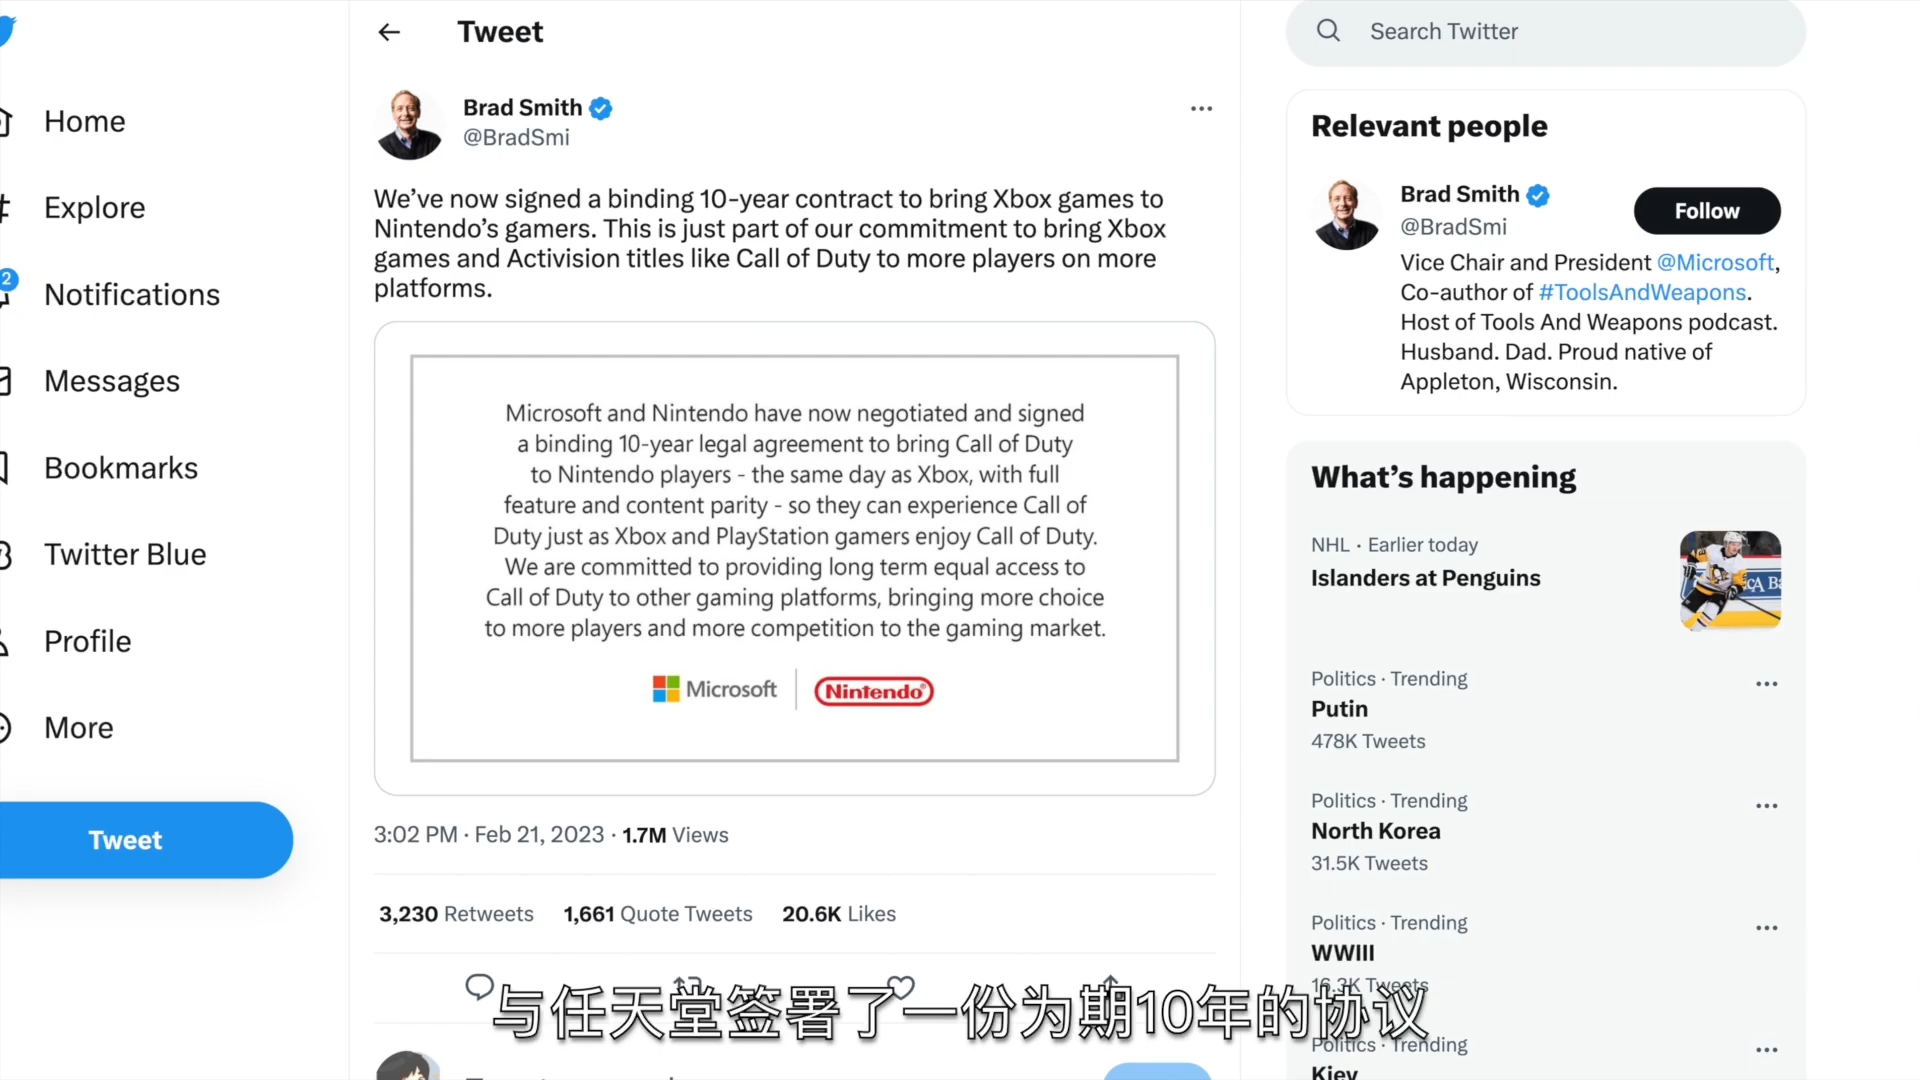 Tweet
Search Twitter
Home
Explore
2
Notifications
Messages
Bookmarks
Twitter Blue
Profile
More
Tweet
Brad Smith
@BradSmi
We’ve now signed a binding 10-year contract to bring Xbox games to
Nintendo’s gamers. This is just part of our commitment to bring Xbox
games and Activision titles like Call of Duty to more players on more
platforms.
Microsoft and Nintendo have now negotiated and signed
a binding 10-year legal agreement to bring Call of Duty
to Nintendo players - the same day as Xbox, with full
feature and content parity - so they can experience Call of
Duty just as Xbox and PlayStation gamers enjoy Call of Duty.
We are committed to providing long term equal access to
Call of Duty to other gaming platforms, bringing more choice
to more players and more competition to the gaming market.
Microsoft
Nintendo®
3:02 PM · Feb 21, 2023 · 1.7M Views
3,230 Retweets 1,661 Quote Tweets 20.6K Likes
Relevant people
Brad Smith
@BradSmi
Follow
Vice Chair and President @Microsoft,
Co-author of #ToolsAndWeapons.
Host of Tools And Weapons podcast.
Husband. Dad. Proud native of
Appleton, Wisconsin.
What’s happening
NHL · Earlier today
Islanders at Penguins
Politics · Trending
Putin
478K Tweets
Politics · Trending
North Korea
31.5K Tweets
Politics · Trending
WWIII
16.3K Tweets
Politics · Trending
Kiev
与任天堂签署了一份为期10年的协议